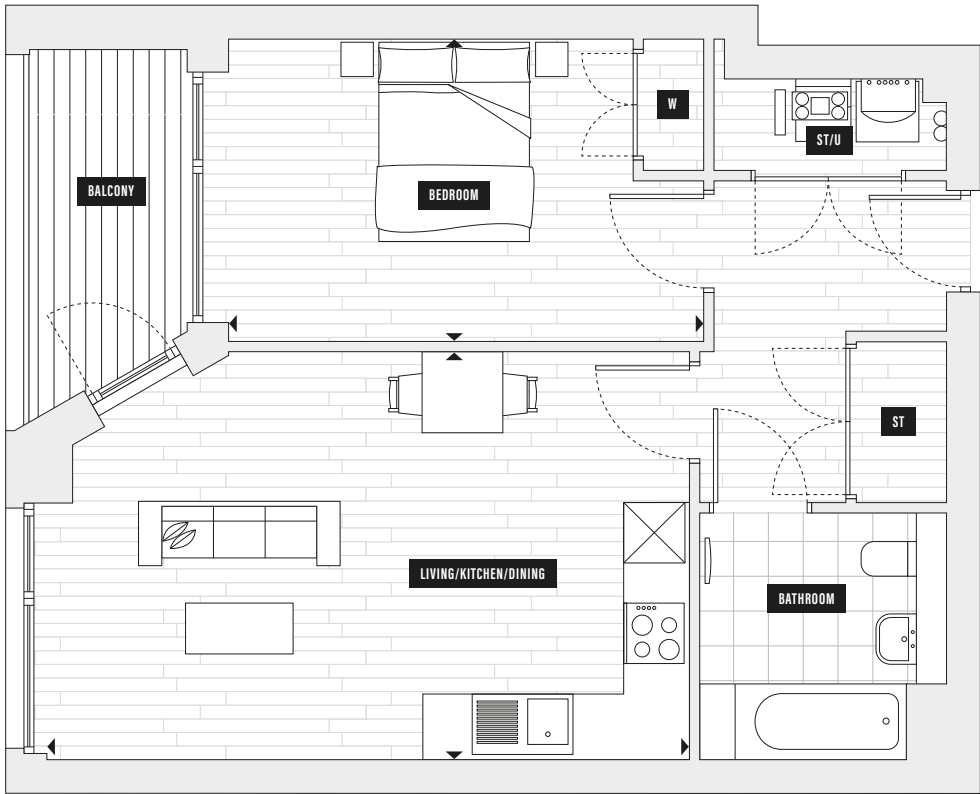 W
ST/U
BALCONY
BEDROOM
ST
LIVING/KITCHEN/DINING
BATHROOM